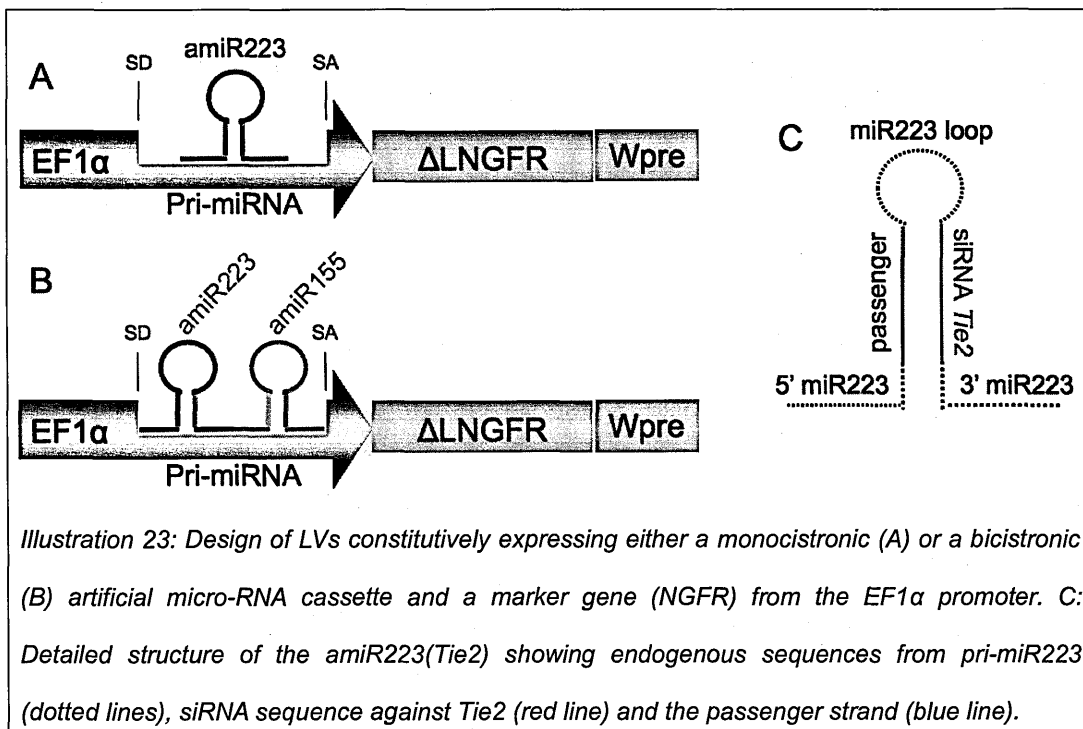 A
SD
amiR223
SA
EF1α
Pri-miRNA
ΔLNGFR
Wpre
B
SD
amiR223
amiR155
SA
EF1α
Pri-miRNA
ΔLNGFR
Wpre
C
miR223 loop
passenger
siRNA Tie2
5' miR223
3' miR223
Illustration 23: Design of LVs constitutively expressing either a monocistronic (A) or a bicistronic
(B) artificial micro-RNA cassette and a marker gene (NGFR) from the EF1α promoter. C:
Detailed structure of the amiR223(Tie2) showing endogenous sequences from pri-miR223
(dotted lines), siRNA sequence against Tie2 (red line) and the passenger strand (blue line).